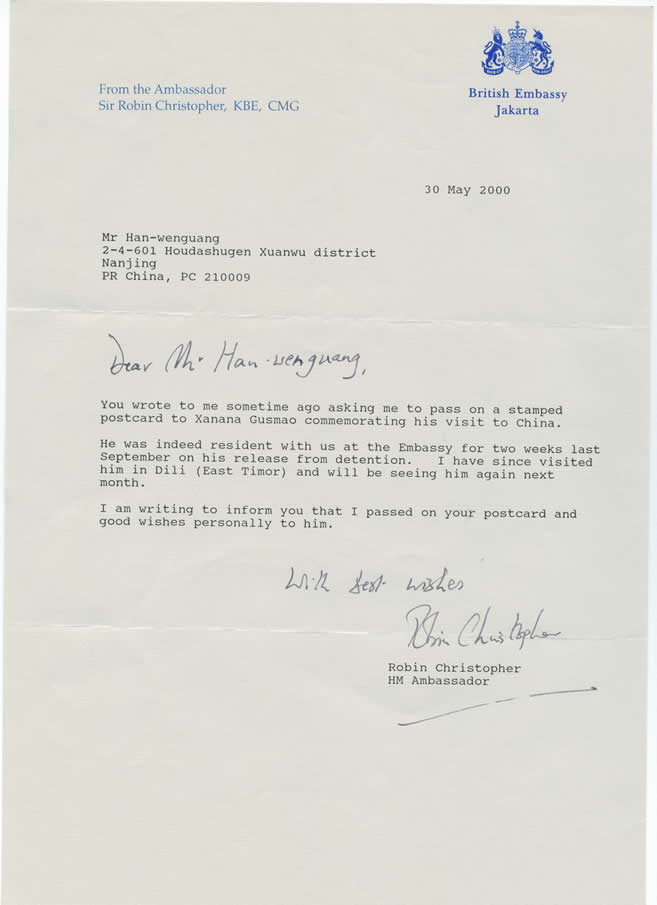 From the Ambassador
Sir Robin Christopher, KBE, CMG
British Embassy
Jakarta
30 May 2000
Mr Han-wenguang
2-4-601 Houdashugen Xuanwu district
Nanjing
PR China, PC 210009
Dear Mr Han-wenguang,
You wrote to me sometime ago asking me to pass on a stamped
postcard to Xanana Gusmao commemorating his visit to China.
He was indeed resident with us at the Embassy for two weeks last
September on his release from detention. I have since visited
him in Dili (East Timor) and will be seeing him again next
month.
I am writing to inform you that I passed on your postcard and
good wishes personally to him.
With best wishes
Robin Christopher
Robin Christopher
HM Ambassador